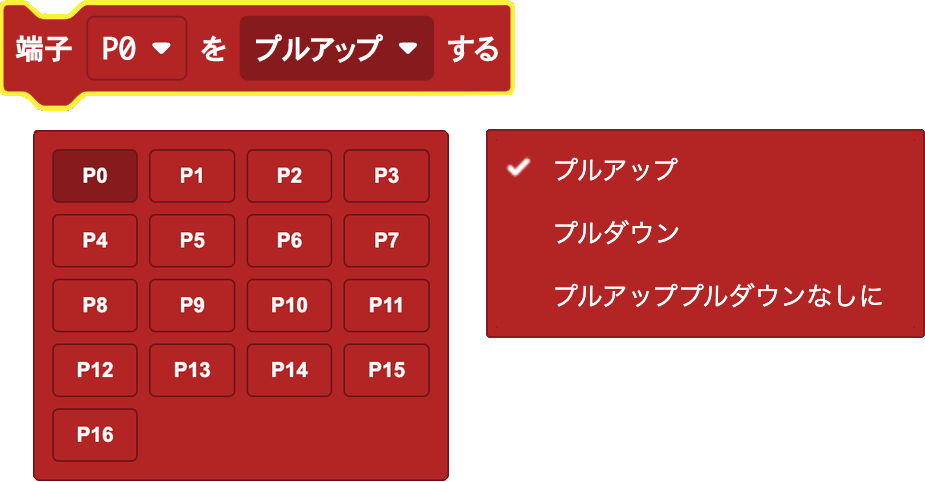 端子 P0 を プルアップ する
P0 P1 P2 P3
P4 P5 P6 P7
P8 P9 P10 P11
P12 P13 P14 P15
P16
プルアップ
プルダウン
プルアッププルダウンなしに